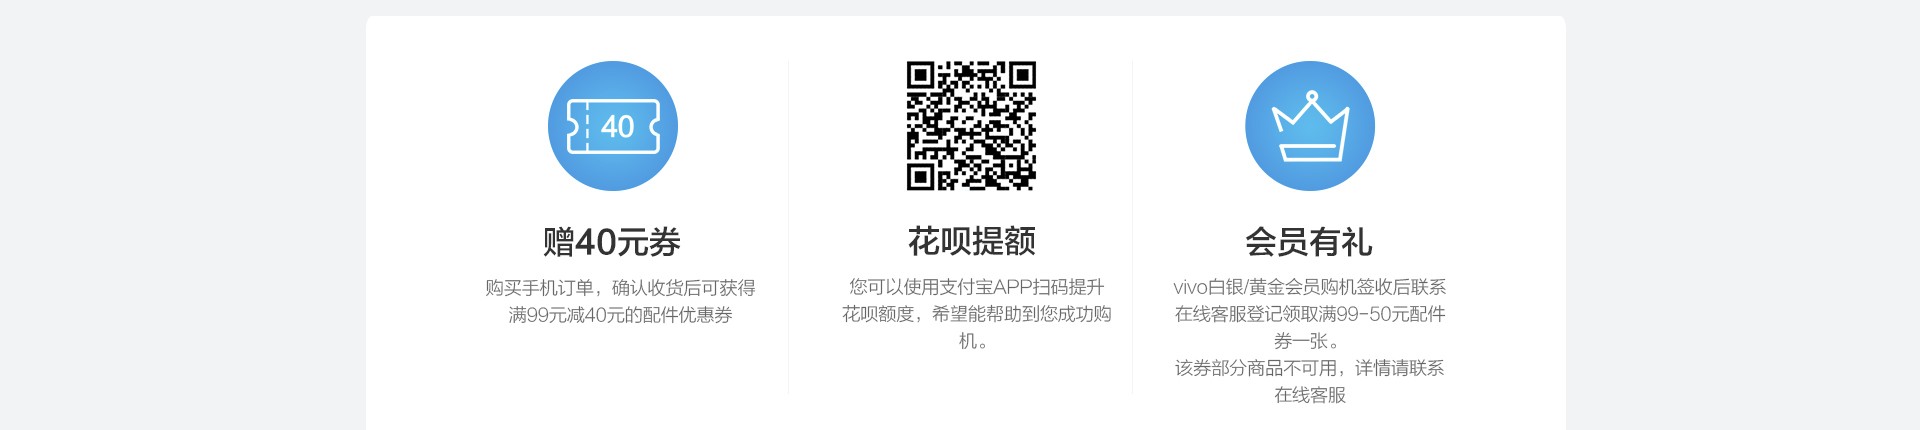 40
赠40元券
购买手机订单，确认收货后可获得
满99元减40元的配件优惠券
花呗提额
您可以使用支付宝APP扫码提升
花呗额度，希望能帮助到您成功购
机。
会员有礼
vivo白银/黄金会员购机签收后联系
在线客服登记领取满99-50元配件
券一张。
该券部分商品不可用，详情请联系
在线客服